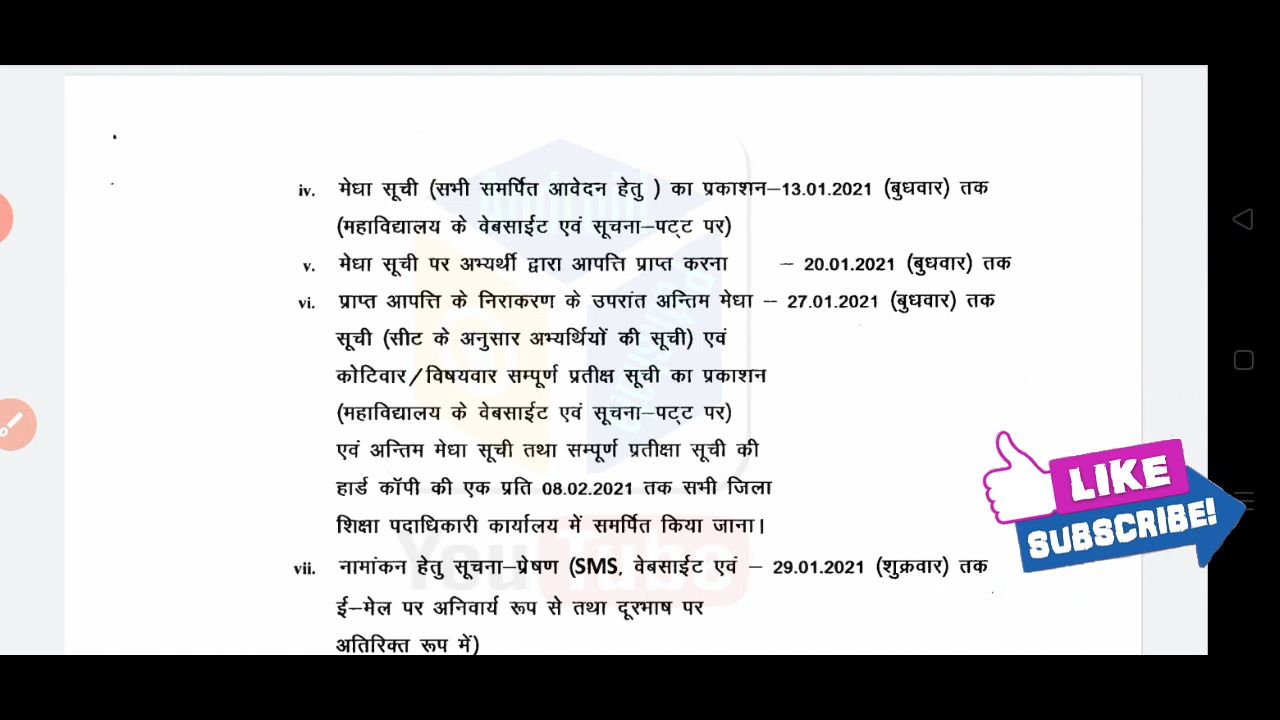 iv. मेधा सूची (सभी समर्पित आवेदन हेतु ) का प्रकाशन–13.01.2021 (बुधवार) तक
(महाविद्यालय के वेबसाईट एवं सूचना–पट्ट पर)
v. मेधा सूची पर अभ्यर्थी द्वारा आपत्ति प्राप्त करना – 20.01.2021 (बुधवार) तक
vi. प्राप्त आपत्ति के निराकरण के उपरांत अन्तिम मेधा – 27.01.2021 (बुधवार) तक
सूची (सीट के अनुसार अभ्यर्थियों की सूची) एवं
कोटिवार/विषयवार सम्पूर्ण प्रतीक्ष सूची का प्रकाशन
(महाविद्यालय के वेबसाईट एवं सूचना–पट्ट पर)
एवं अन्तिम मेधा सूची तथा सम्पूर्ण प्रतीक्षा सूची की
हार्ड कॉपी की एक प्रति 08.02.2021 तक सभी जिला
शिक्षा पदाधिकारी कार्यालय में समर्पित किया जाना।
vii. नामांकन हेतु सूचना–प्रेषण (SMS, वेबसाईट एवं – 29.01.2021 (शुक्रवार) तक
ई–मेल पर अनिवार्य रूप से तथा दूरभाष पर
अतिरिक्त रूप में)
LIKE
SUBSCRIBE!
YouTube